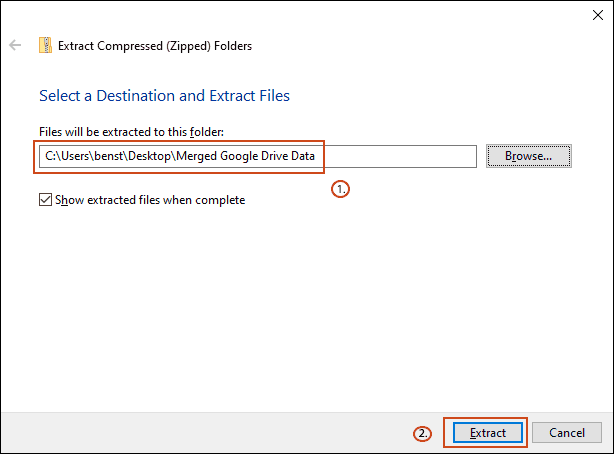 Extract Compressed (Zipped) Folders
Select a Destination and Extract Files
Files will be extracted to this folder:
C:\Users\benst\Desktop\Merged Google Drive Data
Browse...
1.
Show extracted files when complete
2.
Extract
Cancel